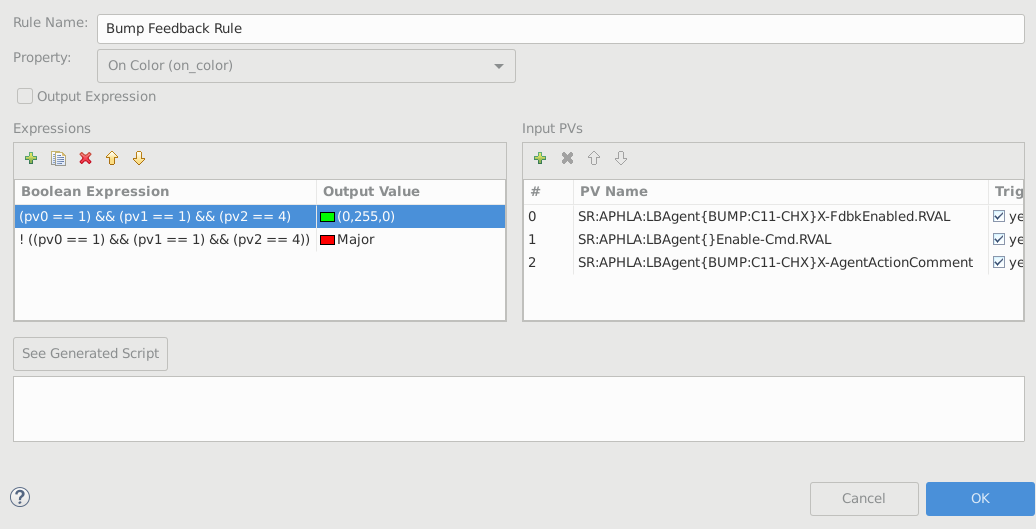 Rule Name: Bump Feedback Rule
Property: On Color (on_color)
Output Expression
Expressions
Boolean Expression Output Value
(pv0 == 1) && (pv1 == 1) && (pv2 == 4) (0,255,0)
! ((pv0 == 1) && (pv1 == 1) && (pv2 == 4)) Major
Input PVs
# PV Name Trig
0 SR:APHLA:LBAgent{BUMP:C11-CHX}X-FdbkEnabled.RVAL ye
1 SR:APHLA:LBAgent{}Enable-Cmd.RVAL ye
2 SR:APHLA:LBAgent{BUMP:C11-CHX}X-AgentActionComment ye
See Generated Script
?
Cancel OK